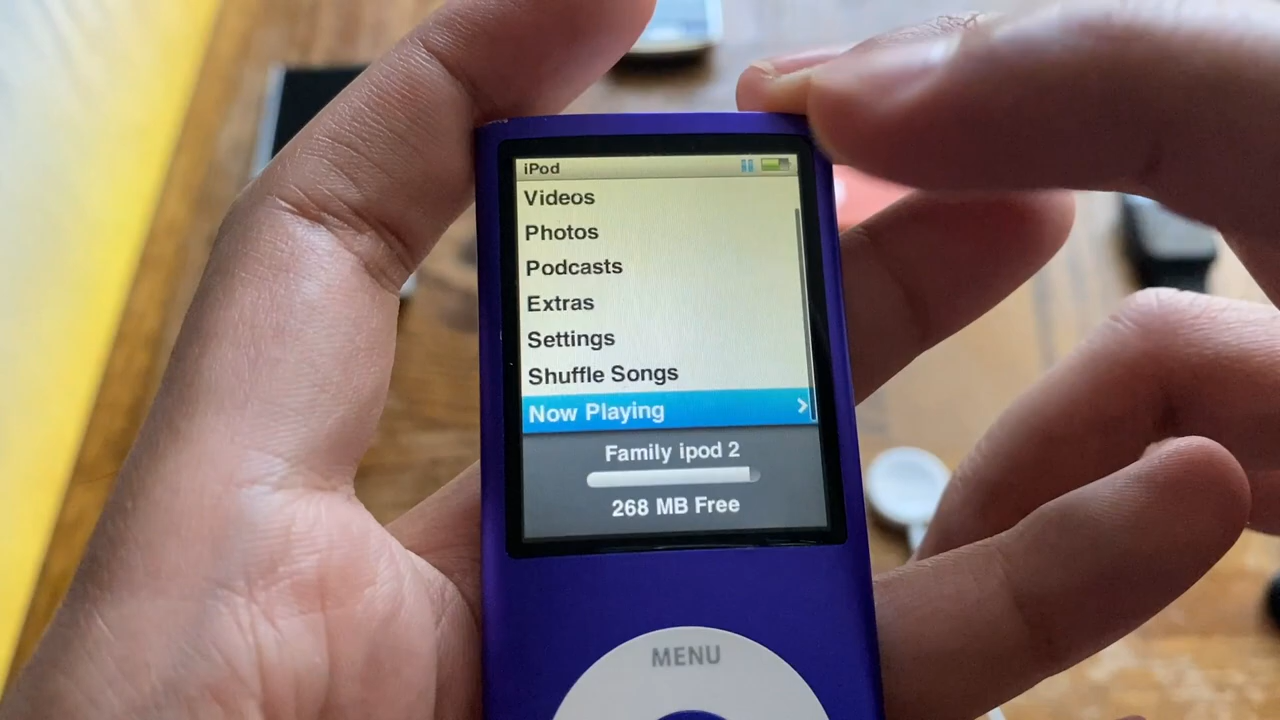 iPod
Videos
Photos
Podcasts
Extras
Settings
Shuffle Songs
Now Playing
Family ipod 2
268 MB Free
MENU